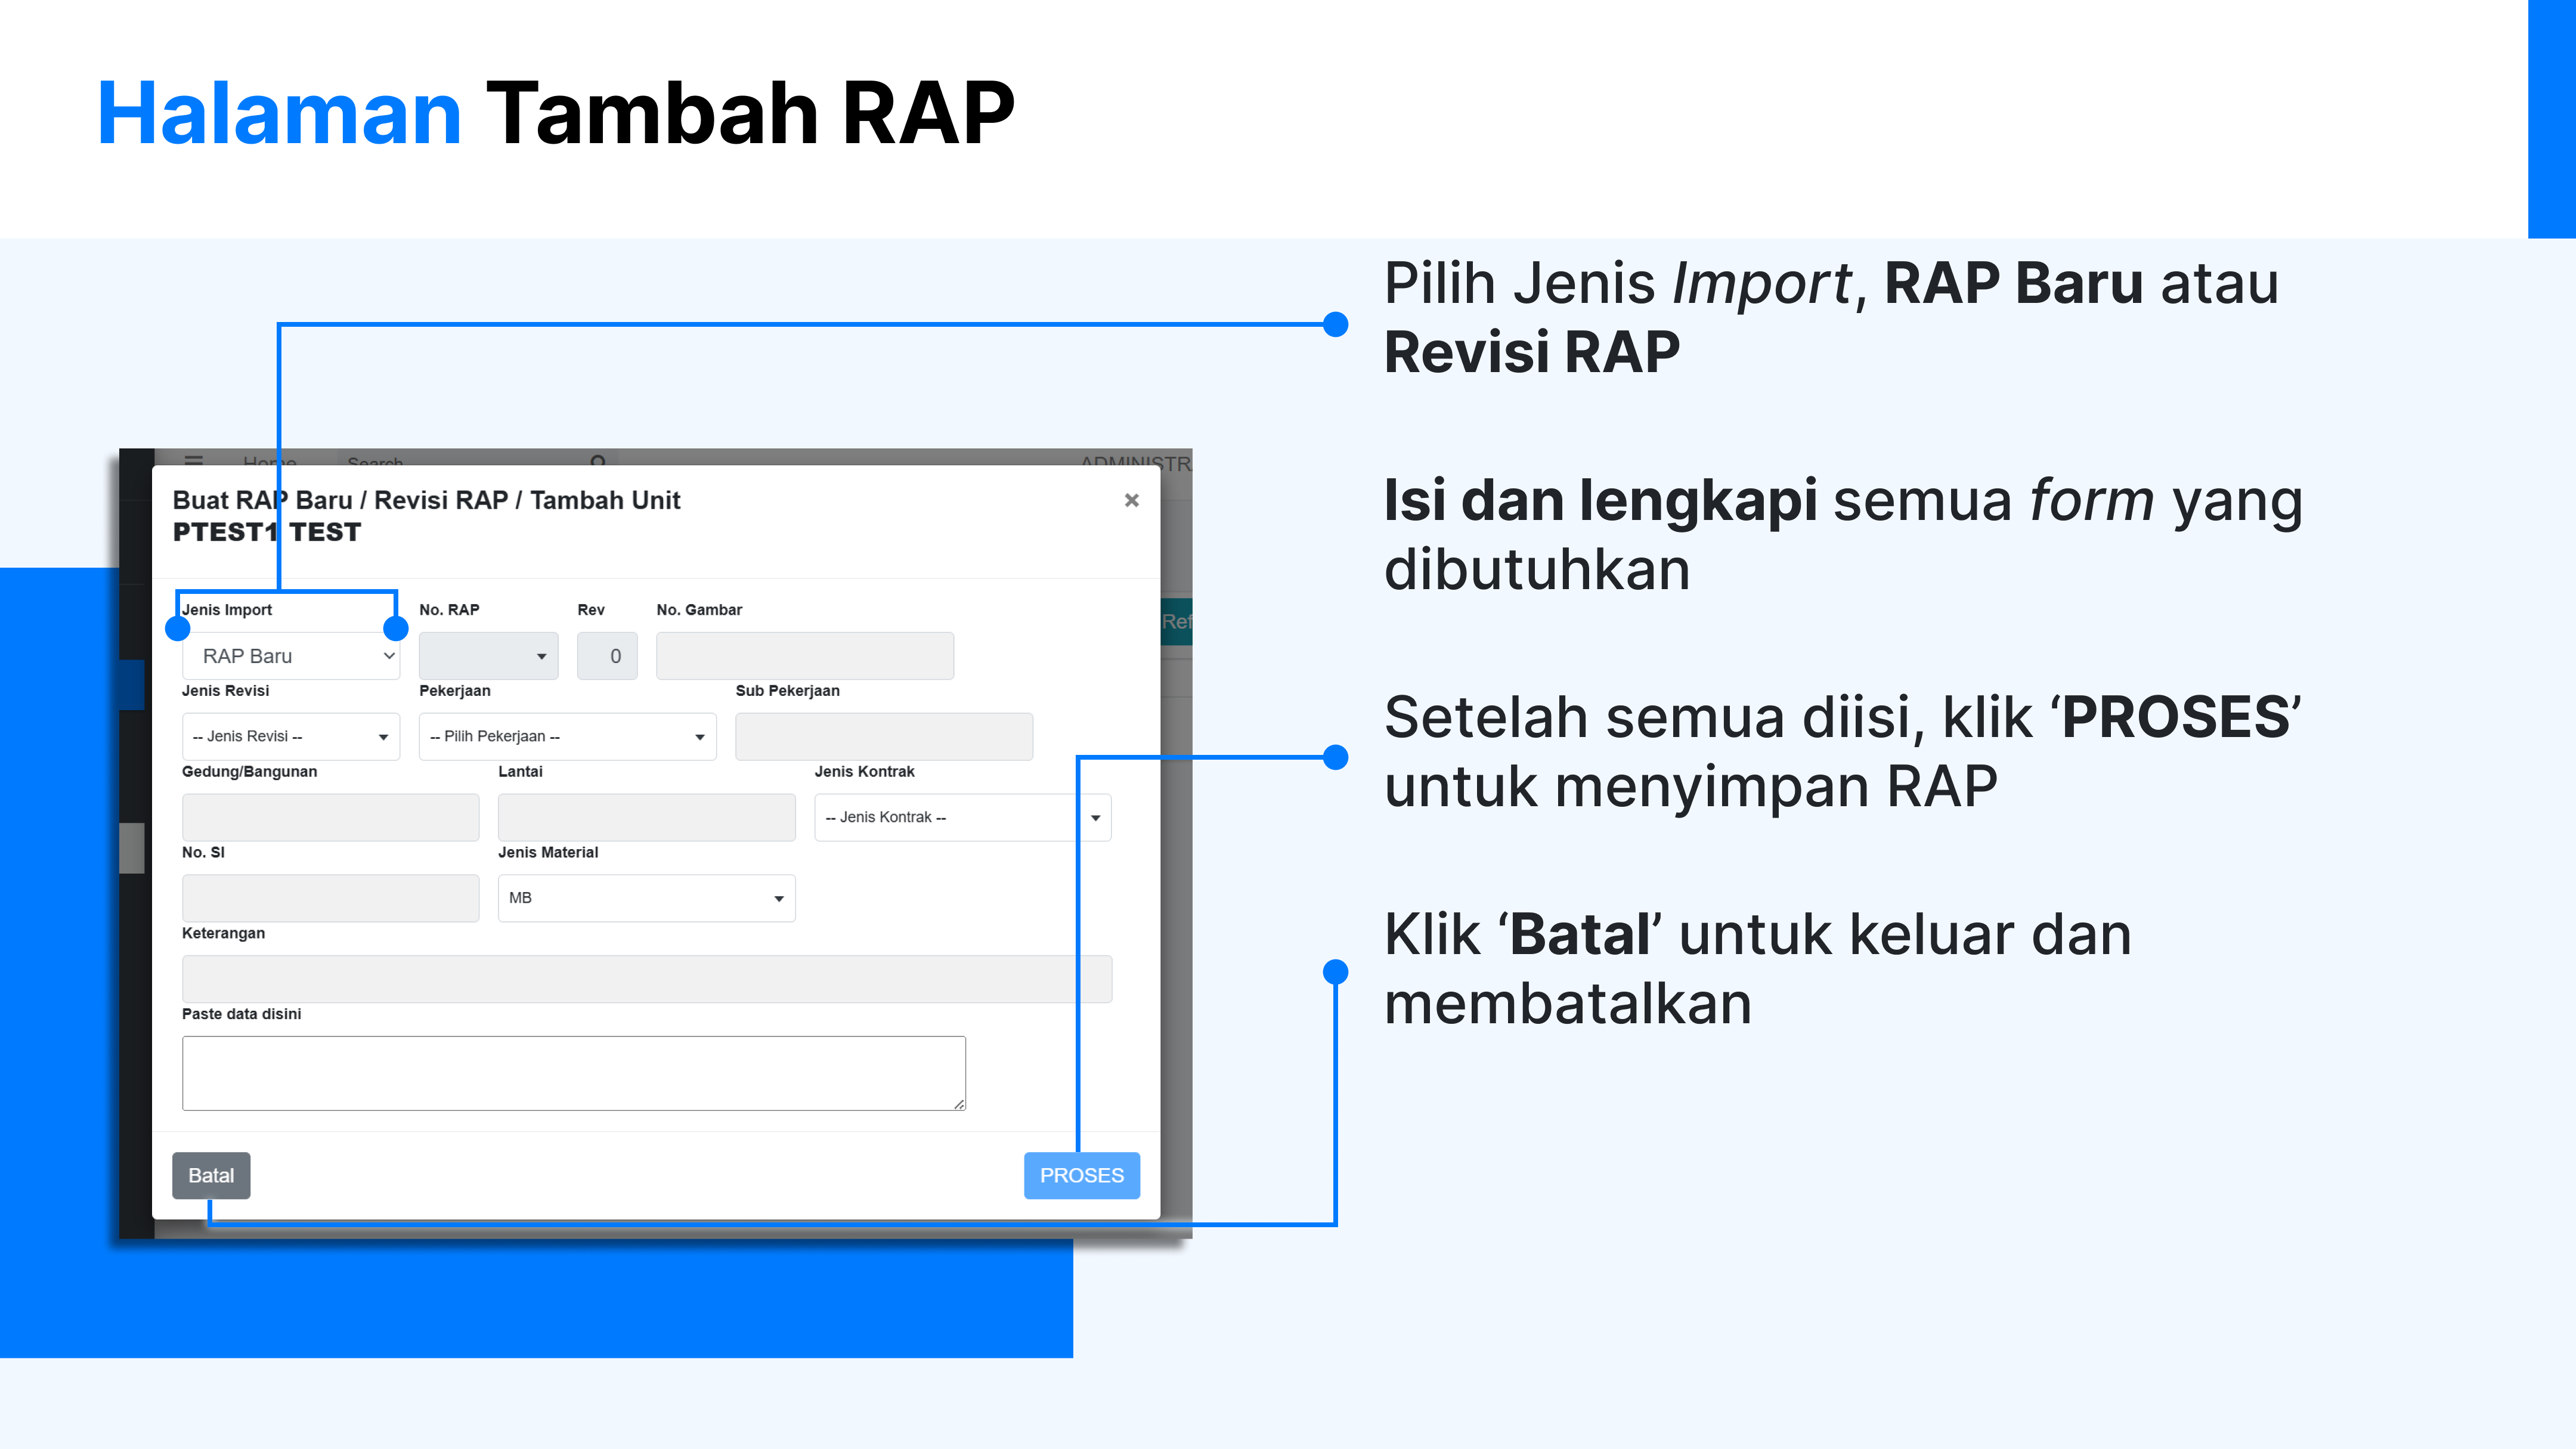 Halaman Tambah RAP
Pilih Jenis Import, RAP Baru atau
Revisi RAP
Isi dan lengkapi semua form yang
dibutuhkan
Setelah semua diisi, klik ‘PROSES’
untuk menyimpan RAP
Klik ‘Batal’ untuk keluar dan
membatalkan
Home Search ADMINISTR
Buat RAP Baru / Revisi RAP / Tambah Unit ×
PTEST1 TEST
Jenis Import No. RAP Rev No. Gambar
RAP Baru 0
Ref
Jenis Revisi Pekerjaan Sub Pekerjaan
-- Jenis Revisi -- -- Pilih Pekerjaan --
Gedung/Bangunan Lantai Jenis Kontrak
-- Jenis Kontrak --
No. SI Jenis Material
MB
Keterangan
Paste data disini
Batal PROSES